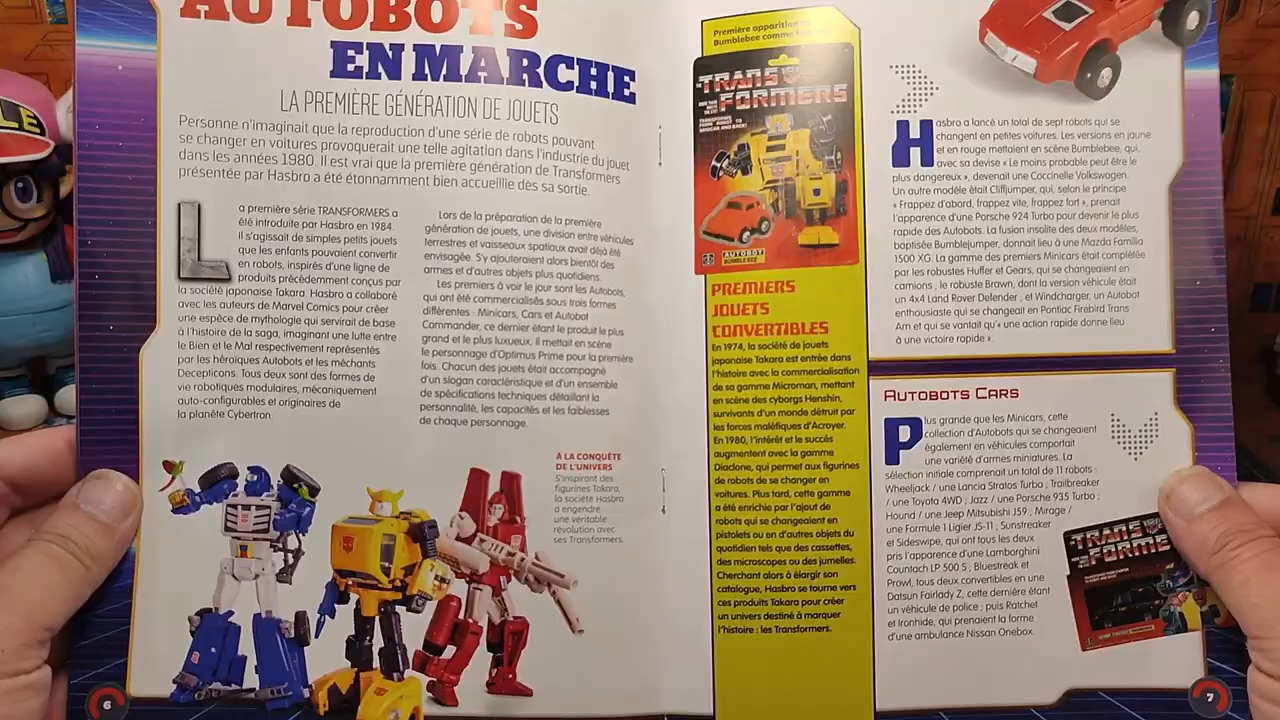 AUTOBOTS
EN MARCHE
LA PREMIÈRE GÉNÉRATION DE JOUETS
Personne n'imaginait que la reproduction d'une série de robots pouvant
se changer en voitures provoquerait une telle agitation dans l'industrie du jouet
dans les années 1980. Il est vrai que la première génération de Transformers
présentée par Hasbro a été étonnamment bien accueillie dès sa sortie.
La première série TRANSFORMERS a
été introduite par Hasbro en 1984.
Il s'agissait de simples petits jouets
que les enfants pouvaient convertir
en robots, inspirés d'une ligne de
produits précédemment conçus par
la société japonaise Takara. Hasbro a collaboré
avec les auteurs de Marvel Comics pour créer
une espèce de mythologie qui servirait de base
à l'histoire de la saga, imaginant une lutte entre
le Bien et le Mal respectivement représentés
par les héroïques Autobots et les méchants
Decepticons. Tous deux sont des formes de
vie robotiques modulaires, mécaniquement
auto-configurables et originaires de
la planète Cybertron.
Lors de la préparation de la première
génération de jouets, une division entre véhicules
terrestres et vaisseaux spatiaux avait déjà été
envisagée. S'y ajouteraient alors bientôt des
armes et d'autres objets plus quotidiens.
Les premiers à voir le jour sont les Autobots,
qui ont été commercialisés sous trois formes
différentes : Minicars, Cars et Autobot
Commander, ce dernier étant le produit le plus
grand et le plus luxueux. Il mettait en scène
le personnage d'Optimus Prime pour la première
fois. Chacun des jouets était accompagné
d'un slogan caractéristique et d'un ensemble
de spécifications techniques détaillant la
personnalité, les capacités et les faiblesses
de chaque personnage.
À LA CONQUÊTE
DE L'UNIVERS
S'inspirant des
figurines Takara,
la société Hasbro
a engendré
une véritable
révolution avec
ses Transformers.
6
Première apparition
Bumblebee comme
THE
TRANSFORMERS
AUTOBOT
BUMBLEBEE
PREMIERS
JOUETS
CONVERTIBLES
En 1974, la société de jouets
japonaise Takara est entrée dans
l'histoire avec la commercialisation
de sa gamme Microman, mettant
en scène des cyborgs Henshin,
survivants d'un monde détruit par
les forces maléfiques d'Acroyer.
En 1980, l'intérêt et le succès
augmentent avec la gamme
Diaclone, qui permet aux figurines
de robots de se changer en
voitures. Plus tard, cette gamme
a été enrichie par l'ajout de
robots qui se changeaient en
pistolets ou en d'autres objets du
quotidien tels que des cassettes,
des microscopes ou des jumelles.
Cherchant alors à élargir son
catalogue, Hasbro se tourne vers
ces produits Takara pour créer
un univers destiné à marquer
l'histoire : les Transformers.
Hasbro a lancé un total de sept robots qui se
changent en petites voitures. Les versions en jaune
et en rouge mettaient en scène Bumblebee, qui,
avec sa devise « Le moins probable peut être le
plus dangereux », devenait une Coccinelle Volkswagen.
Un autre modèle était Cliffjumper, qui, selon le principe
« Frappez d'abord, frappez vite, frappez fort », prenait
l'apparence d'une Porsche 924 Turbo pour devenir le plus
rapide des Autobots. La fusion insolite des deux modèles,
baptisée Bumblejumper, donnait lieu à une Mazda Familia
1500 XG. La gamme des premiers Minicars était complétée
par les robustes Huffer et Gears, qui se changeaient en
camions , le robuste Brawn, dont la version véhicule était
un 4x4 Land Rover Defender , et Windcharger, un Autobot
enthousiaste qui se changeait en Pontiac Firebird Trans
Am et qui se vantait qu'« une action rapide donne lieu
à une victoire rapide ».
AUTOBOTS CARS
Plus grande que les Minicars, cette
collection d'Autobots qui se changeaient
également en véhicules comportait
une variété d'armes miniatures. La
sélection initiale comprenait un total de 11 robots :
Wheeljack / une Lancia Stratos Turbo ; Trailbreaker
/ une Toyota 4WD ; Jazz / une Porsche 935 Turbo ;
Hound / une Jeep Mitsubishi J59 ; Mirage /
une Formule 1 Ligier JS-11 ; Sunstreaker
et Sideswipe, qui ont tous les deux
pris l'apparence d'une Lamborghini
Countach LP 500 S ; Bluestreak et
Prowl, tous deux convertibles en une
Datsun Fairlady Z, cette dernière étant
un véhicule de police ; puis Ratchet
et Ironhide, qui prenaient la forme
d'une ambulance Nissan Onebox.
7